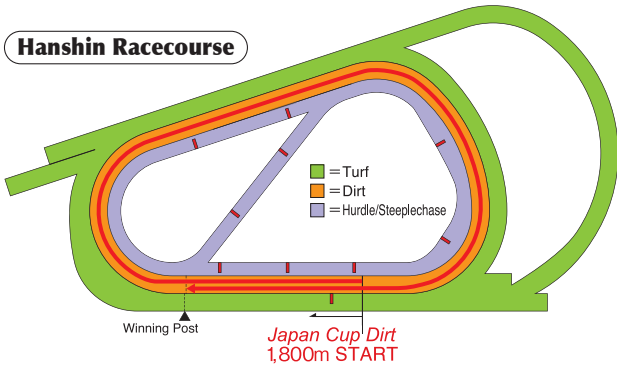 Hanshin Racecourse
=Turf
=Dirt
=Hurdle/Steeplechase
Winning Post
Japan Cup Dirt
1,800m START